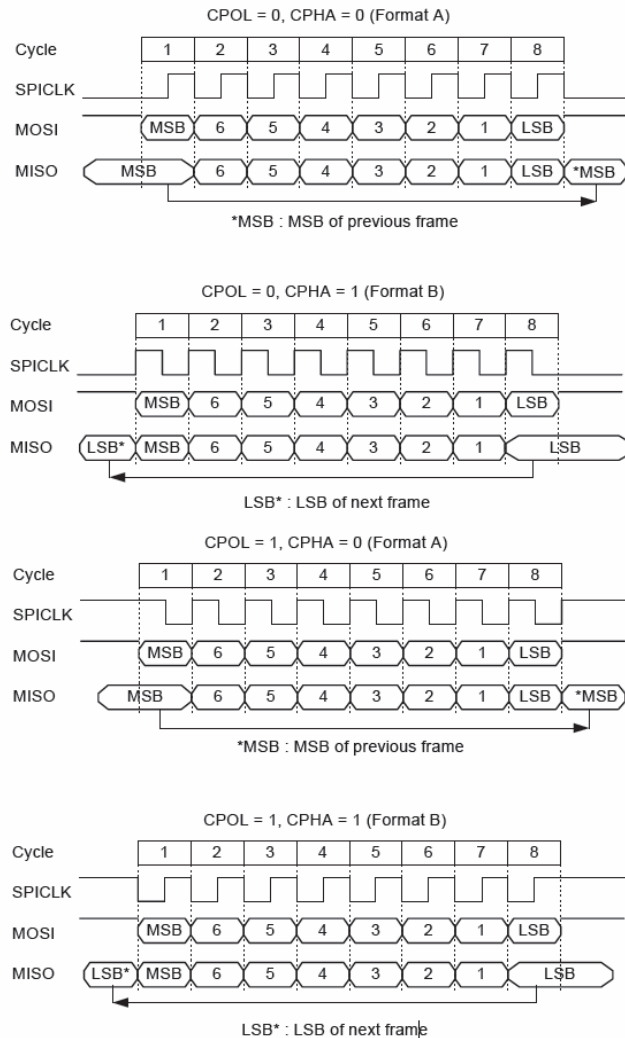 CPOL = 0, CPHA = 0 (Format A)
Cycle 1 2 3 4 5 6 7 8
SPICLK
MOSI MSB 6 5 4 3 2 1 LSB
MISO MSB 6 5 4 3 2 1 LSB *MSB
*MSB : MSB of previous frame
CPOL = 0, CPHA = 1 (Format B)
Cycle 1 2 3 4 5 6 7 8
SPICLK
MOSI MSB 6 5 4 3 2 1 LSB
MISO LSB* MSB 6 5 4 3 2 1 LSB
LSB* : LSB of next frame
CPOL = 1, CPHA = 0 (Format A)
Cycle 1 2 3 4 5 6 7 8
SPICLK
MOSI MSB 6 5 4 3 2 1 LSB
MISO MSB 6 5 4 3 2 1 LSB *MSB
*MSB : MSB of previous frame
CPOL = 1, CPHA = 1 (Format B)
Cycle 1 2 3 4 5 6 7 8
SPICLK
MOSI MSB 6 5 4 3 2 1 LSB
MISO LSB* MSB 6 5 4 3 2 1 LSB
LSB* : LSB of next frame